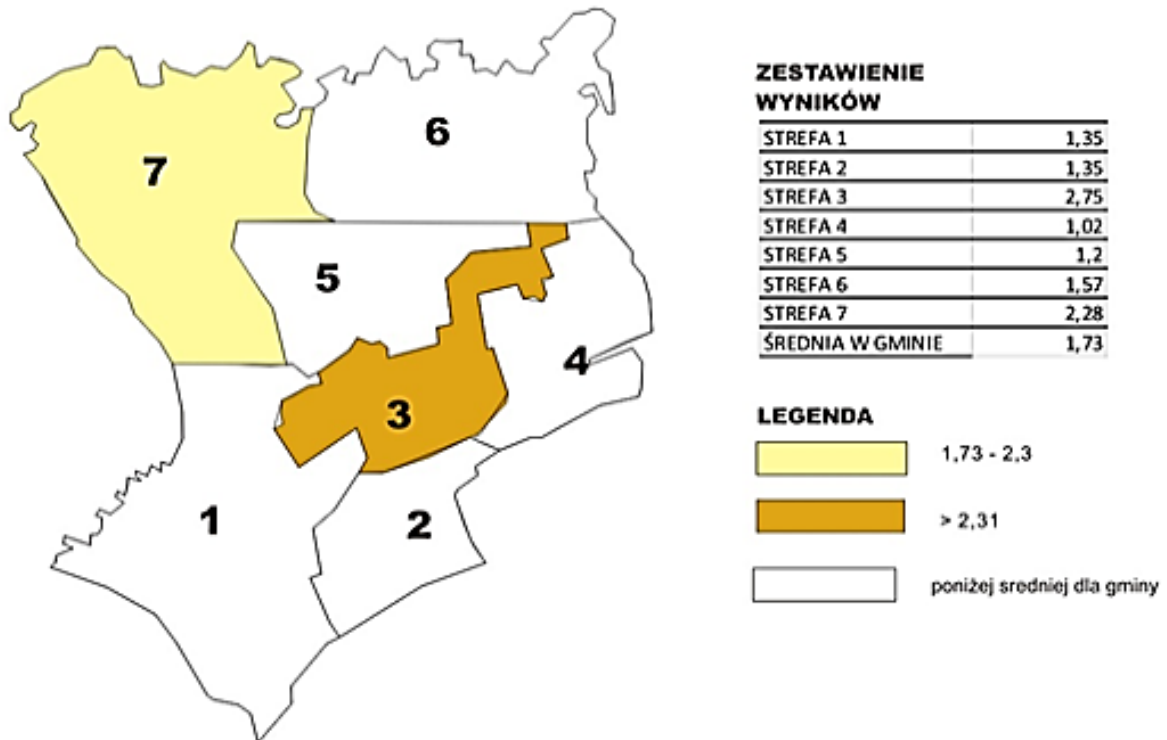 7
6
5
4
3
1
2
ZESTAWIENIE
WYNIKÓW
STREFA 1 1,35
STREFA 2 1,35
STREFA 3 2,75
STREFA 4 1,02
STREFA 5 1,2
STREFA 6 1,57
STREFA 7 2,28
ŚREDNIA W GMINIE 1,73
LEGENDA
1,73 - 2,3
> 2,31
poniżej sredniej dla gminy